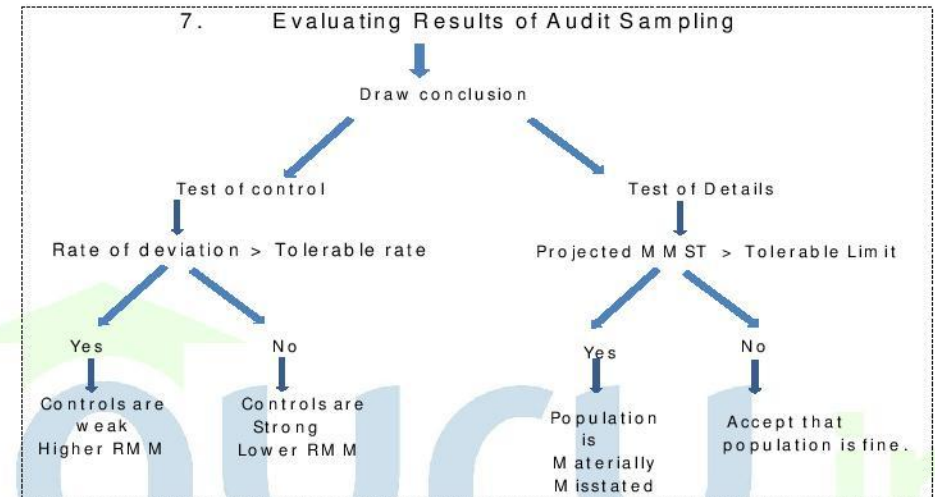 7. Evaluating Results of Audit Sampling
Draw conclusion
Test of control
Test of Details
Rate of deviation > Tolerable rate
Projected MMST > Tolerable Limit
Yes
No
Yes
No
Controls are
weak
Higher RMM
Controls are
Strong
Lower RMM
Population
is
Materially
Misstated
Accept that
population is fine.